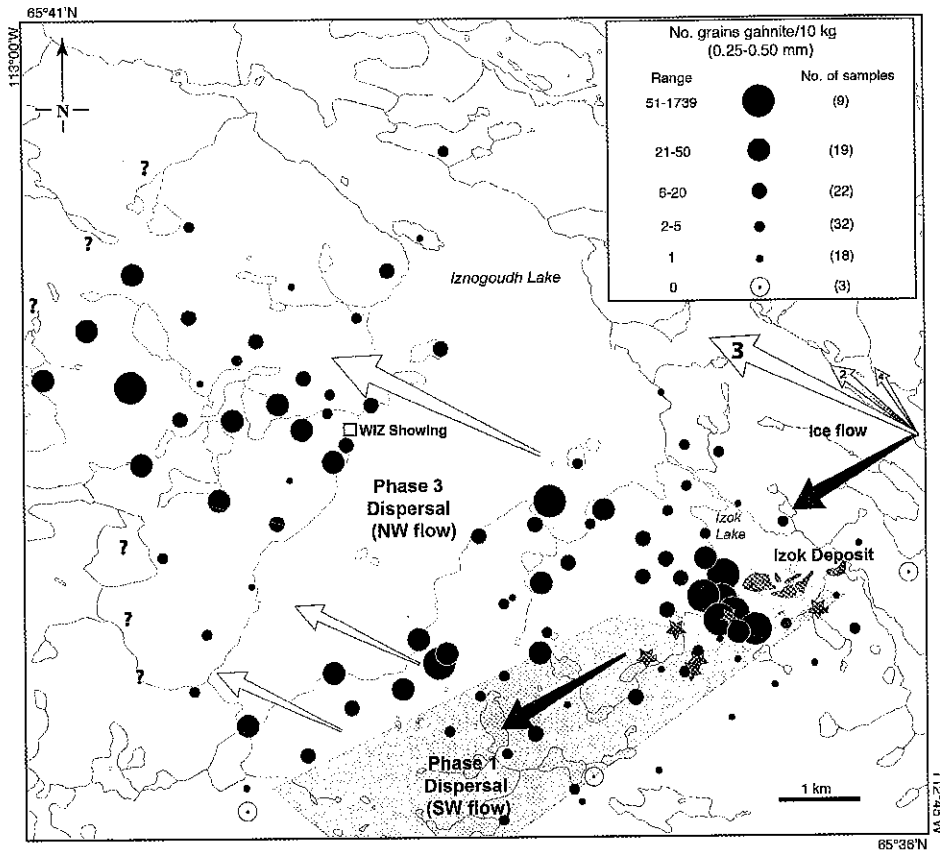 65°41'N
113°00'W
N
No. grains gahnite/10 kg
(0.25-0.50 mm)
Range No. of samples
51-1739 (9)
21-50 (19)
6-20 (22)
2-5 (32)
1 (18)
0 (3)
?
?
?
Iznogoudh Lake
3
2
4
Ice flow
WIZ Showing
Phase 3
Dispersal
(NW flow)
Izok
Lake
Izok Deposit
?
?
?
Phase 1
Dispersal
(SW flow)
1 km
112°45'W
65°36'N